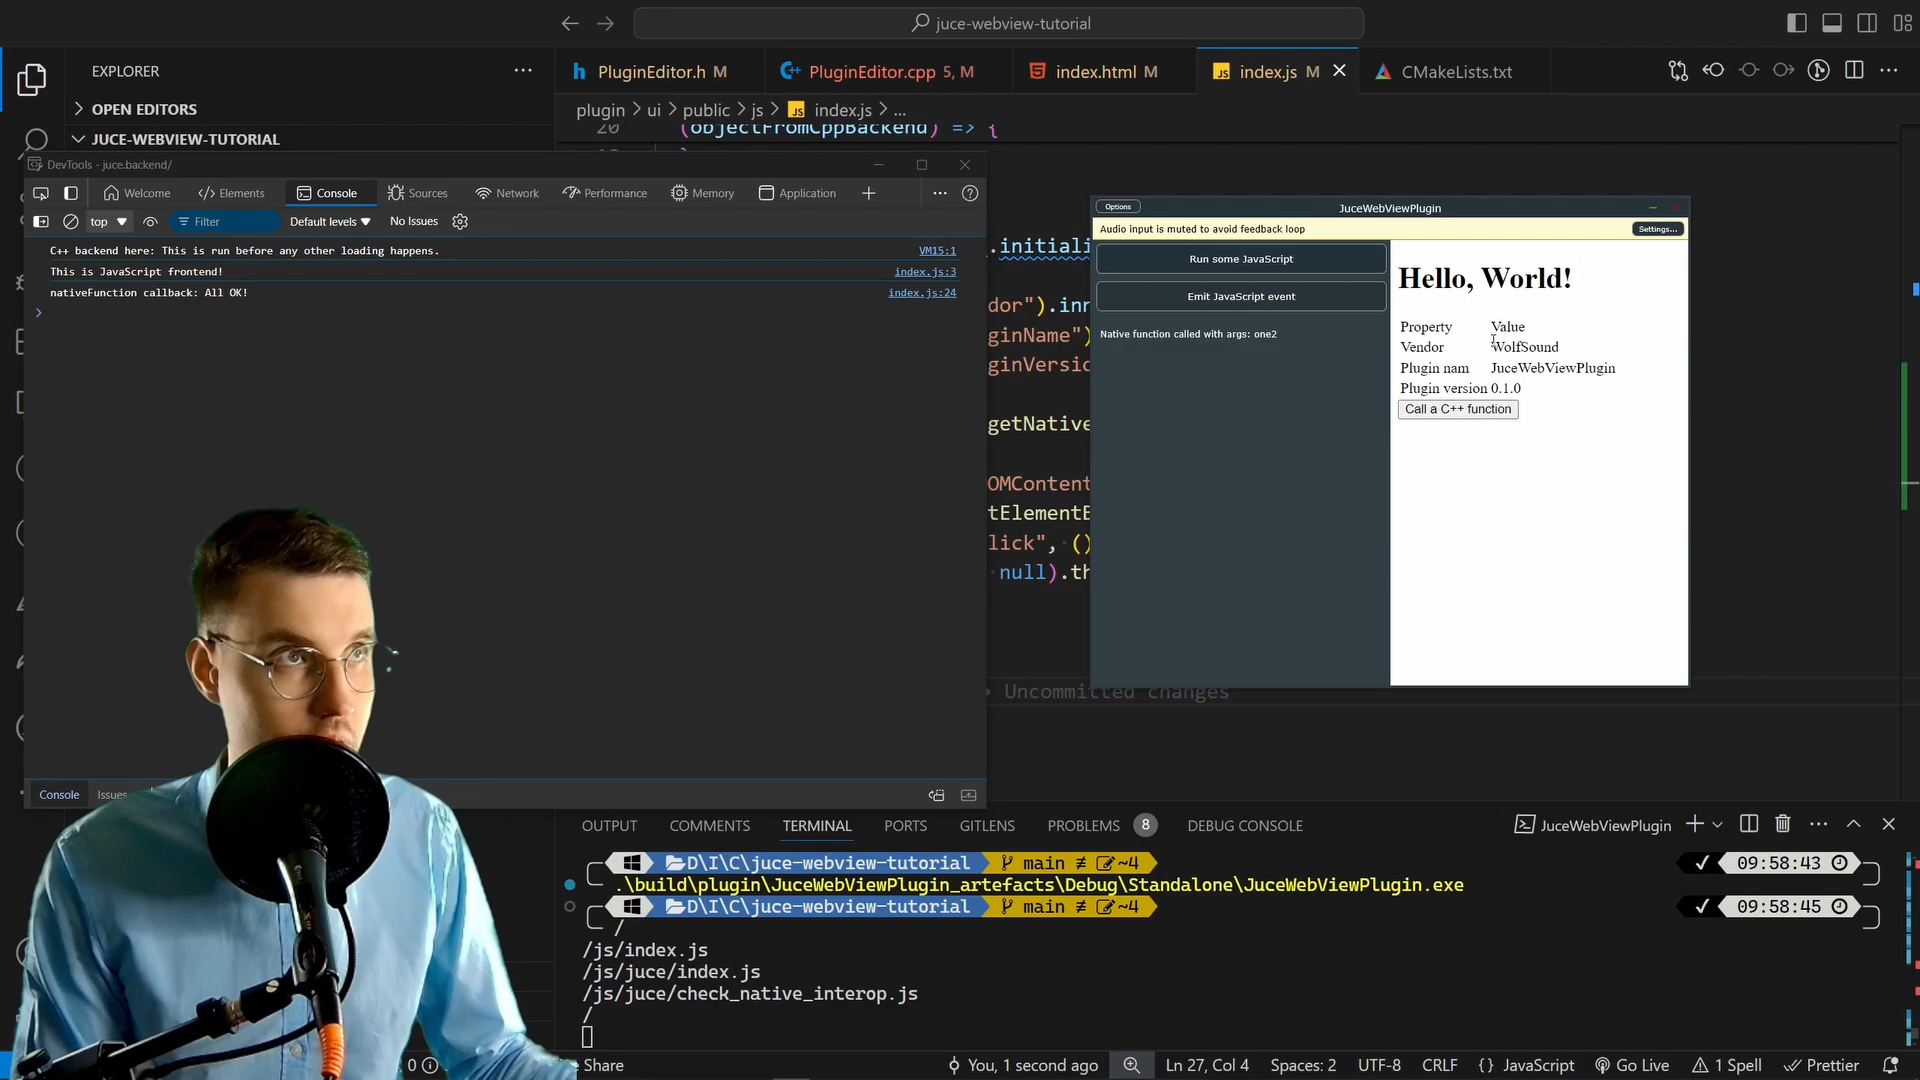 juce-webview-tutorial
EXPLORER
PluginEditor.h M
PluginEditor.cpp 5, M
index.html M
index.js M
CMakeLists.txt
OPEN EDITORS
JUCE-WEBVIEW-TUTORIAL
plugin > ui > public > js > index.js > ...
20 (objectFromCppBackend) => {
DevTools - juce.backend/
Welcome
Elements
Console
Sources
Network
Performance
Memory
Application
top
Filter
Default levels
No Issues
C++ backend here: This is run before any other loading happens. VM15:1
This is JavaScript frontend! index.js:3
nativeFunction callback: All OK! index.js:24
Console
Issues
.initiali
dor").inn
ginName")
ginVersio
getNative
OMContent
tElementB
lick", ()
null).th
Uncommitted changes
Options
JuceWebViewPlugin
Audio input is muted to avoid feedback loop
Settings...
Run some JavaScript
Emit JavaScript event
Native function called with args: one2
Hello, World!
Property Value
Vendor WolfSound
Plugin nam JuceWebViewPlugin
Plugin version 0.1.0
Call a C++ function
OUTPUT
COMMENTS
TERMINAL
PORTS
GITLENS
PROBLEMS 8
DEBUG CONSOLE
JuceWebViewPlugin
D\I\C\juce-webview-tutorial main ≢ ~4 ✓ 09:58:43
.\build\plugin\JuceWebViewPlugin_artefacts\Debug\Standalone\JuceWebViewPlugin.exe
D\I\C\juce-webview-tutorial main ≢ ~4 ✓ 09:58:45
/
/js/index.js
/js/juce/index.js
/js/juce/check_native_interop.js
/
0
Share
You, 1 second ago
Ln 27, Col 4
Spaces: 2
UTF-8
CRLF
{} JavaScript
Go Live
1 Spell
Prettier